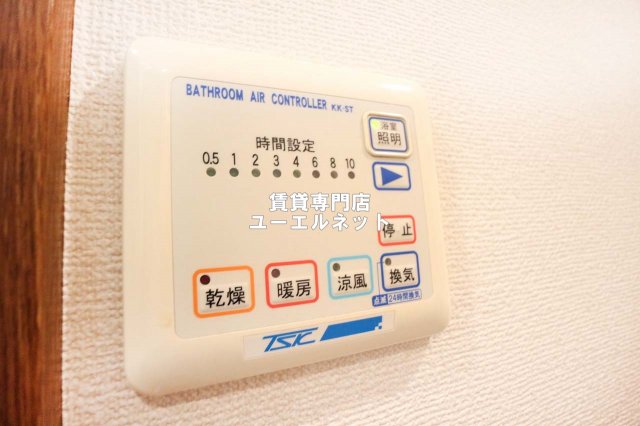 BATHROOM AIR CONTROLLER KK-ST
浴室
照明
時間設定
0.5 1 2 3 4 6 8 10
賃貸専門店
ユーエルネット
停止
乾燥
暖房
涼風
換気
点滅 24時間換気
TSK